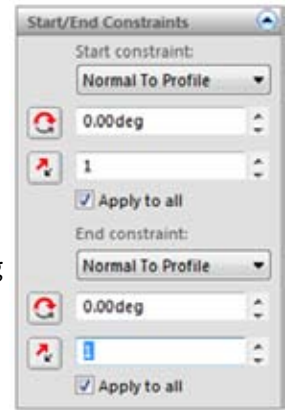 Start/End Constraints
Start constraint:
Normal To Profile
0.00deg
1
Apply to all
End constraint:
Normal To Profile
0.00deg
1
Apply to all